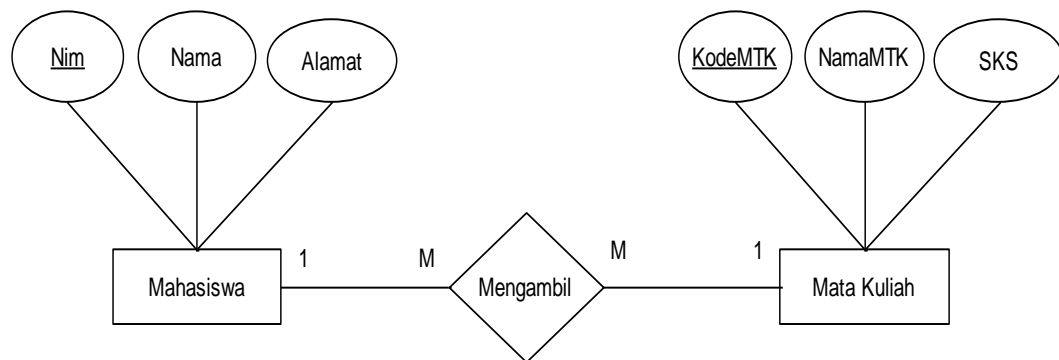 Nim
Nama
Alamat
KodeMTK
NamaMTK
SKS
1
M
M
1
Mahasiswa
Mengambil
Mata Kuliah